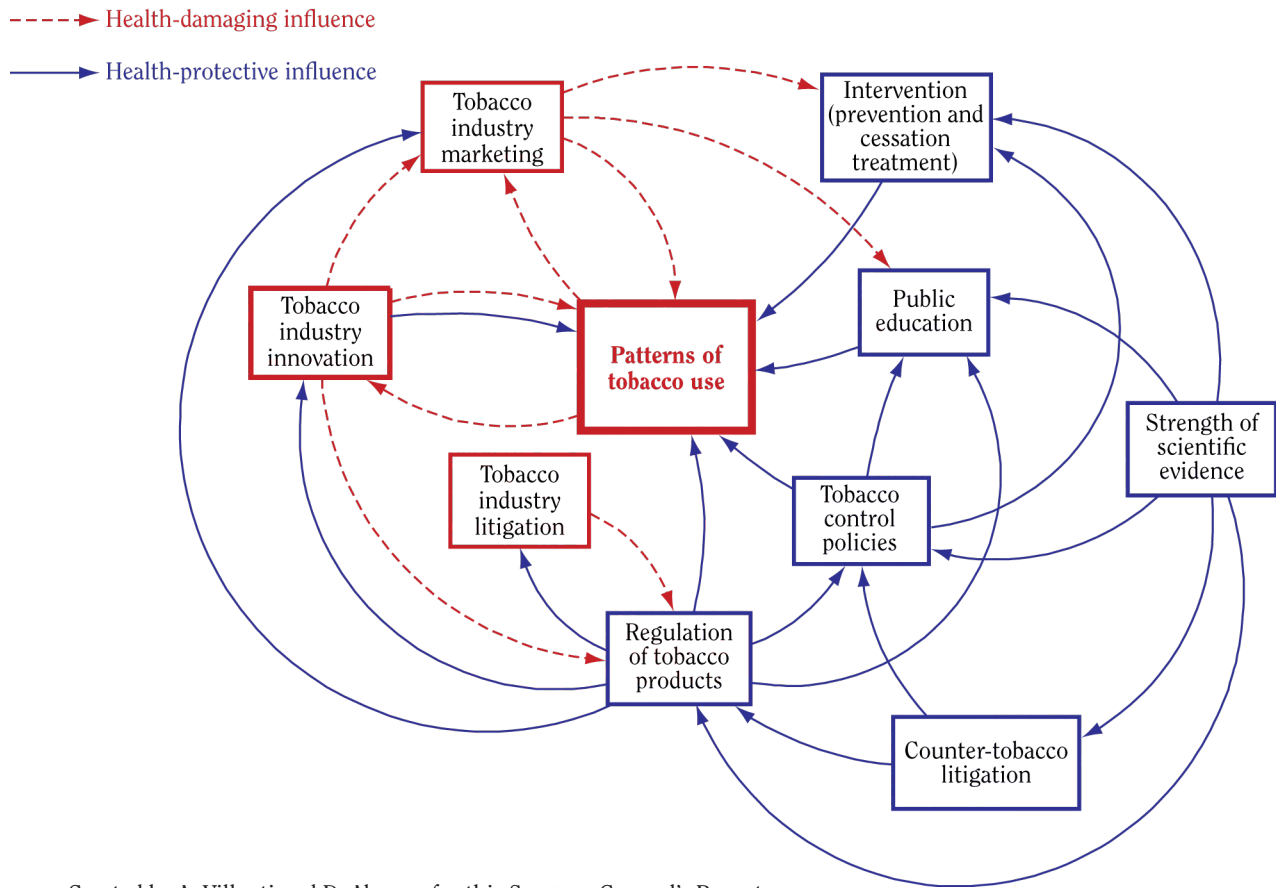 Health-damaging influence
Health-protective influence
Tobacco
industry
marketing
Intervention
(prevention and
cessation
treatment)
Tobacco
industry
innovation
Patterns of
tobacco use
Public
education
Strength of
scientific
evidence
Tobacco
industry
litigation
Tobacco
control
policies
Regulation
of tobacco
products
Counter-tobacco
litigation